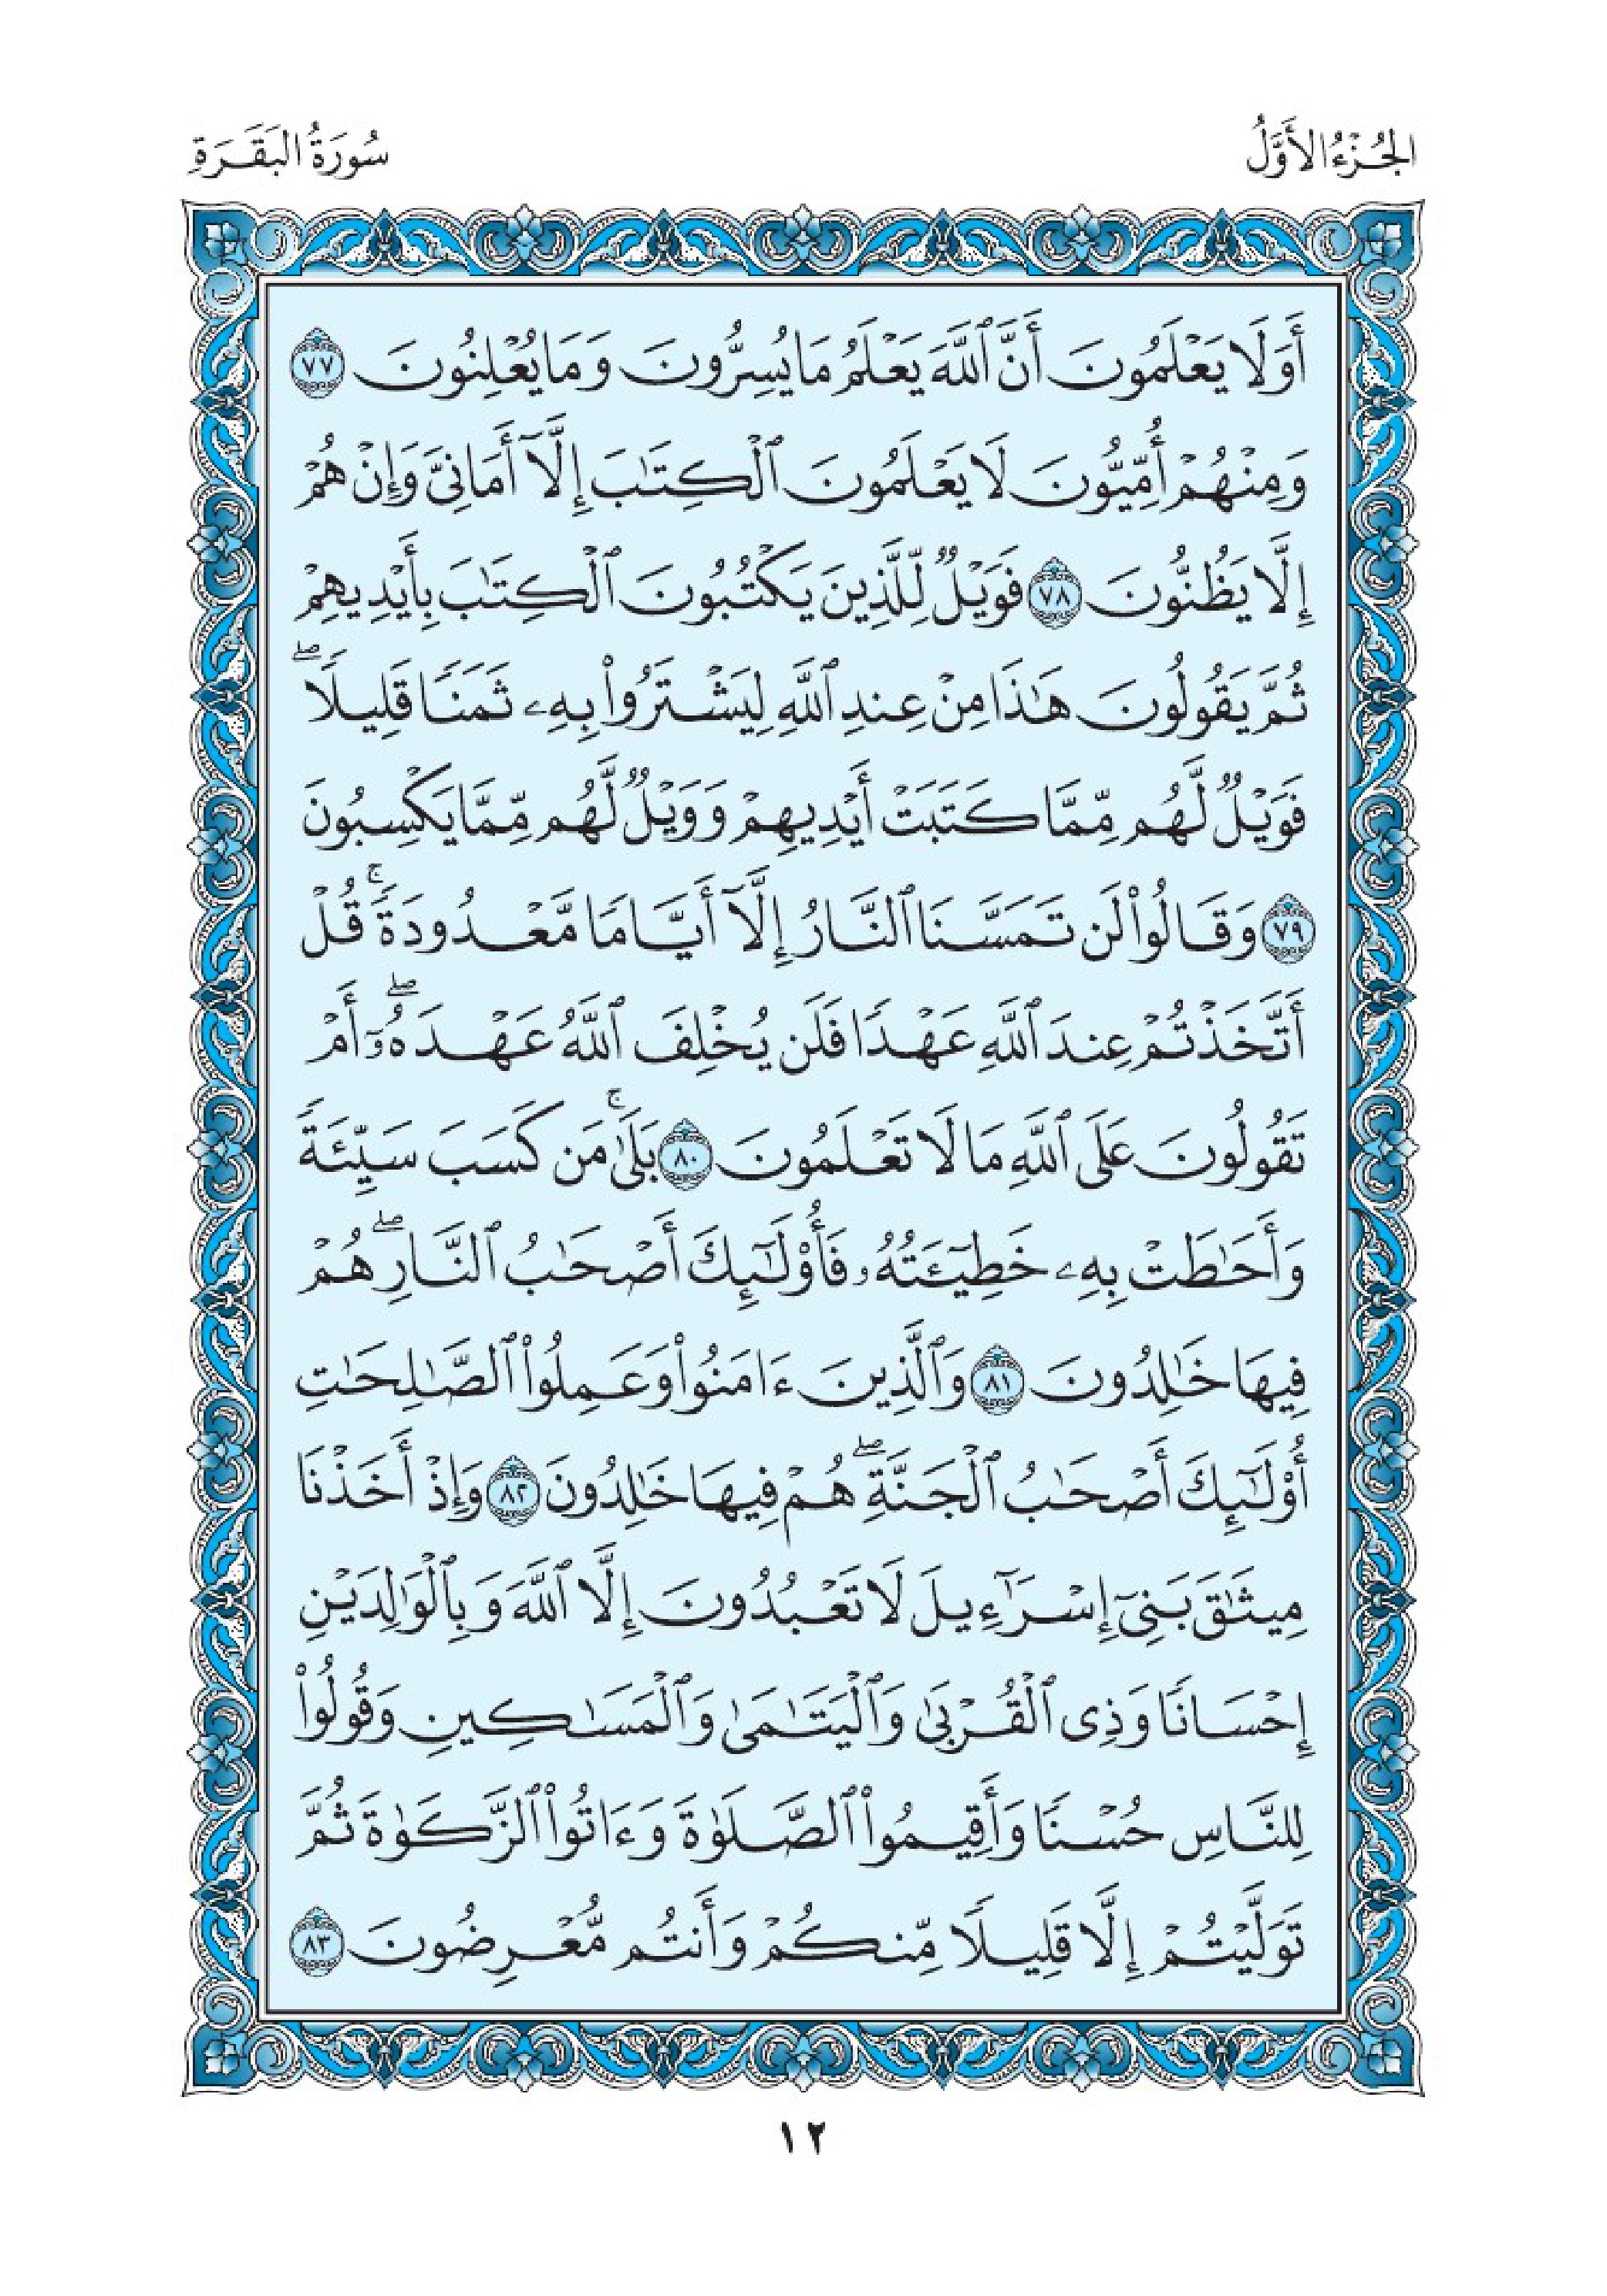 الجُزْءُ الأَوَّلُ
سُورَةُ البَقَرَةِ
أَوَلَا يَعْلَمُونَ أَنَّ ٱللَّهَ يَعْلَمُ مَا يُسِرُّونَ وَمَا يُعْلِنُونَ ٧٧
وَمِنْهُمْ أُمِّيُّونَ لَا يَعْلَمُونَ ٱلْكِتَٰبَ إِلَّآ أَمَانِىَّ وَإِنْ هُمْ
إِلَّا يَظُنُّونَ ٧٨ فَوَيْلٌ لِّلَّذِينَ يَكْتُبُونَ ٱلْكِتَٰبَ بِأَيْدِيهِمْ
ثُمَّ يَقُولُونَ هَٰذَا مِنْ عِندِ ٱللَّهِ لِيَشْتَرُوا۟ بِهِۦ ثَمَنًا قَلِيلًا ۖ
فَوَيْلٌ لَّهُم مِّمَّا كَتَبَتْ أَيْدِيهِمْ وَوَيْلٌ لَّهُم مِّمَّا يَكْسِبُونَ
٧٩ وَقَالُوا۟ لَن تَمَسَّنَا ٱلنَّارُ إِلَّآ أَيَّامًا مَّعْدُودَةً ۚ قُلْ
أَتَّخَذْتُمْ عِندَ ٱللَّهِ عَهْدًا فَلَن يُخْلِفَ ٱللَّهُ عَهْدَهُۥٓ ۖ أَمْ
تَقُولُونَ عَلَى ٱللَّهِ مَا لَا تَعْلَمُونَ ٨٠ بَلَىٰ ۚ مَن كَسَبَ سَيِّئَةً
وَأَحَٰطَتْ بِهِۦ خَطِيٓـَٔتُهُۥ فَأُو۟لَٰٓئِكَ أَصْحَٰبُ ٱلنَّارِ ۖ هُمْ
فِيهَا خَٰلِدُونَ ٨١ وَٱلَّذِينَ ءَامَنُوا۟ وَعَمِلُوا۟ ٱلصَّٰلِحَٰتِ
أُو۟لَٰٓئِكَ أَصْحَٰبُ ٱلْجَنَّةِ ۖ هُمْ فِيهَا خَٰلِدُونَ ٨٢ وَإِذْ أَخَذْنَا
مِيثَٰقَ بَنِىٓ إِسْرَٰٓءِيلَ لَا تَعْبُدُونَ إِلَّا ٱللَّهَ وَبِٱلْوَٰلِدَيْنِ
إِحْسَانًا وَذِى ٱلْقُرْبَىٰ وَٱلْيَتَٰمَىٰ وَٱلْمَسَٰكِينِ وَقُولُوا۟
لِلنَّاسِ حُسْنًا وَأَقِيمُوا۟ ٱلصَّلَوٰةَ وَءَاتُوا۟ ٱلزَّكَوٰةَ ثُمَّ
تَوَلَّيْتُمْ إِلَّا قَلِيلًا مِّنكُمْ وَأَنتُم مُّعْرِضُونَ ٨٣
١٢